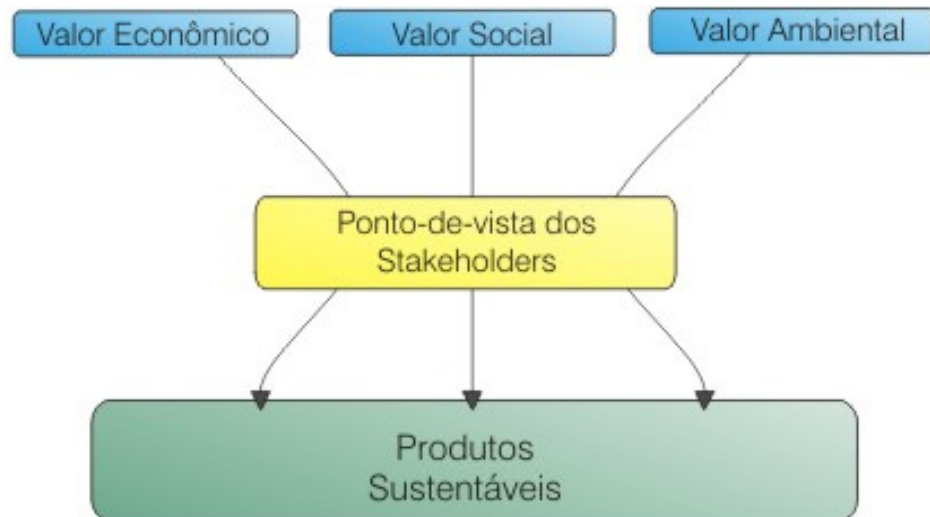 Valor Econômico
Valor Social
Valor Ambiental
Ponto-de-vista dos
Stakeholders
Produtos
Sustentáveis